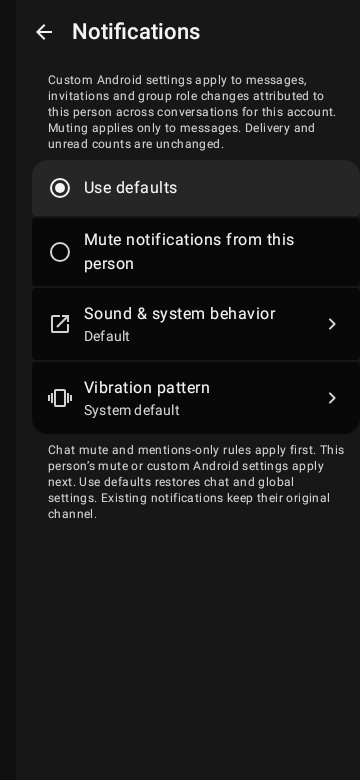 Notifications
Custom Android settings apply to messages,
invitations and group role changes attributed to
this person across conversations for this account.
Muting applies only to messages. Delivery and
unread counts are unchanged.
Use defaults
Mute notifications from this
person
Sound & system behavior
Default
Vibration pattern
System default
Chat mute and mentions-only rules apply first. This
person's mute or custom Android settings apply
next. Use defaults restores chat and global
settings. Existing notifications keep their original
channel.